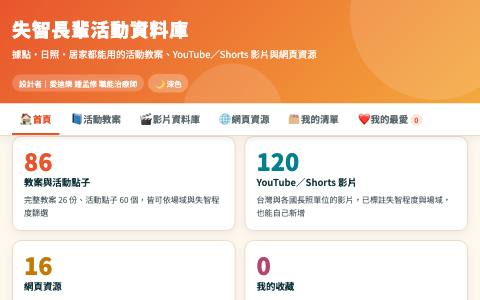 失智長輩活動資料庫
據點・日照・居家都能用的活動教案、YouTube／Shorts 影片與網頁資源
設計者｜愛迪樂 鍾孟修 職能治療師
🌙 深色
🏠首頁
📘活動教案
🎬影片資料庫
🌐網頁資源
📋我的清單
❤️我的最愛 0
86
教案與活動點子
完整教案 26 份、活動點子 60 個，皆可依場域與失智程
度篩選
120
YouTube／Shorts 影片
台灣與各國長照單位的影片，已標註失智程度與場域，
也能自己新增
16
網頁資源
0
我的收藏